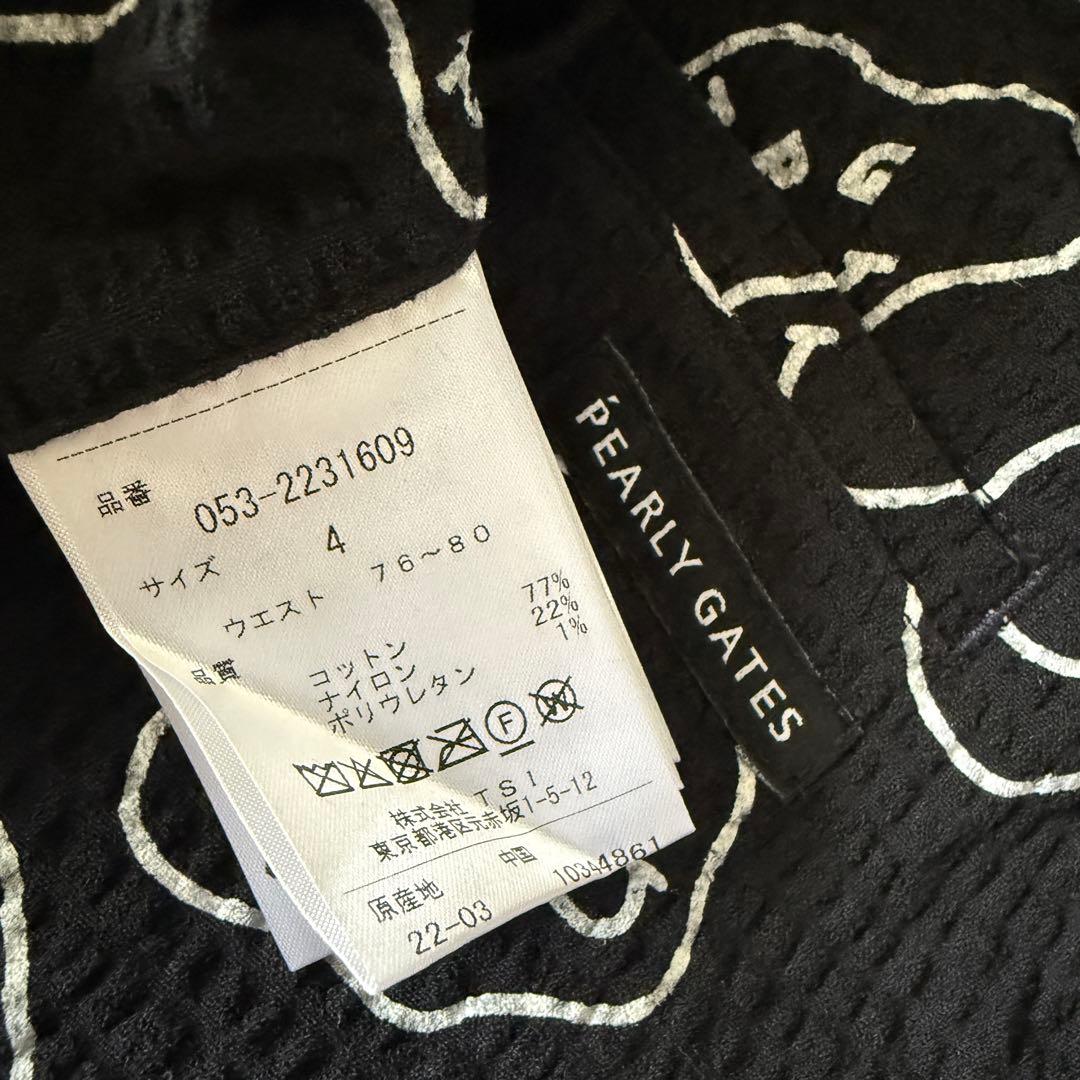 品番 053-2231609
サイズ 4
ウエスト 76～80
品質 コットン 77%
ナイロン 22%
ポリウレタン 1%
F
W
株式会社 TSI
東京都港区元赤坂1-5-12
原産地 中国 10344861
22-03
PEARLY GATES
P G